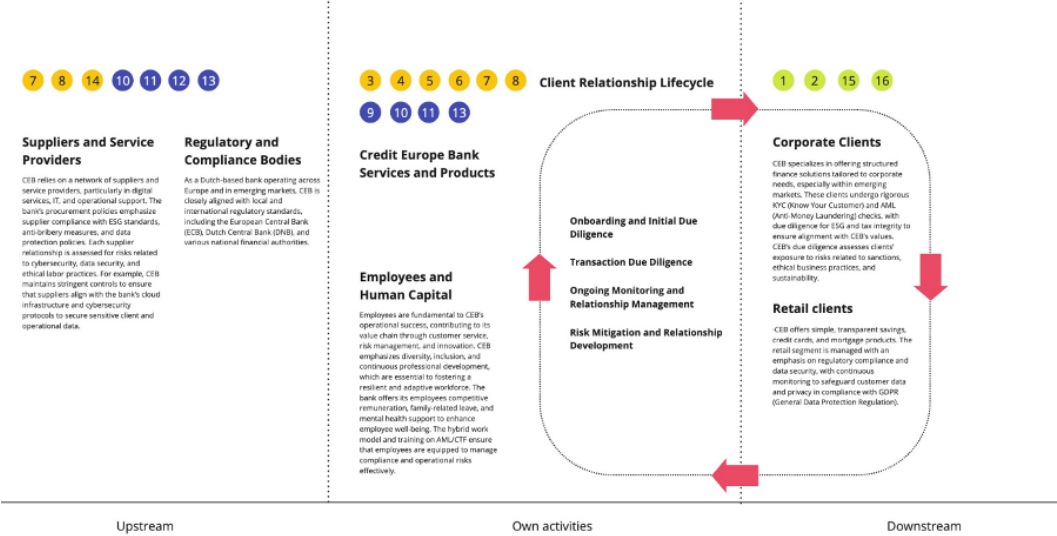 7 8 14 10 11 12 13
Suppliers and Service
Providers
CEB relies on a network of suppliers and
service providers, particularly in digital
services, IT, and operational support. The
bank's procurement policies emphasize
supplier compliance with ESG standards,
anti-bribery measures, and data
protection policies. Each supplier
relationship is assessed for risks related
to cybersecurity, data security, and
ethical labor practices. For example, CEB
maintains stringent controls to ensure
that suppliers align with the bank's cloud
infrastructure and cybersecurity
protocols to secure sensitive client and
operational data.
Regulatory and
Compliance Bodies
As a Dutch-based bank operating across
Europe and in emerging markets, CEB is
closely aligned with local and
international regulatory standards,
including the European Central Bank
(ECB), Dutch Central Bank (DNB), and
various national financial authorities.
3 4 5 6 7 8
9 10 11 13
Credit Europe Bank
Services and Products
Employees and
Human Capital
Employees are fundamental to CEB's
operational success, contributing to its
value chain through customer service,
risk management, and innovation. CEB
emphasizes diversity, inclusion, and
continuous professional development,
which are essential to fostering a
resilient and adaptive workforce. The
bank offers its employees competitive
remuneration, family-related leave, and
mental health support to enhance
employee well-being. The hybrid work
model and training on AML/CTF ensure
that employees are equipped to manage
compliance and operational risks
effectively.
Client Relationship Lifecycle
Onboarding and Initial Due
Diligence
Transaction Due Diligence
Ongoing Monitoring and
Relationship Management
Risk Mitigation and Relationship
Development
1 2 15 16
Corporate Clients
CEB specializes in offering structured
finance solutions tailored to corporate
needs, especially within emerging
markets. These clients undergo rigorous
KYC (Know Your Customer) and AML
(Anti-Money Laundering) checks, with
due diligence for ESG and tax integrity to
ensure alignment with CEB's values.
CEB's due diligence assesses clients'
exposure to risks related to sanctions,
ethical business practices, and
sustainability.
Retail clients
·CEB offers simple, transparent savings,
credit cards, and mortgage products. The
retail segment is managed with an
emphasis on regulatory compliance and
data security, with continuous
monitoring to safeguard customer data
and privacy in compliance with GDPR
(General Data Protection Regulation).
Upstream
Own activities
Downstream